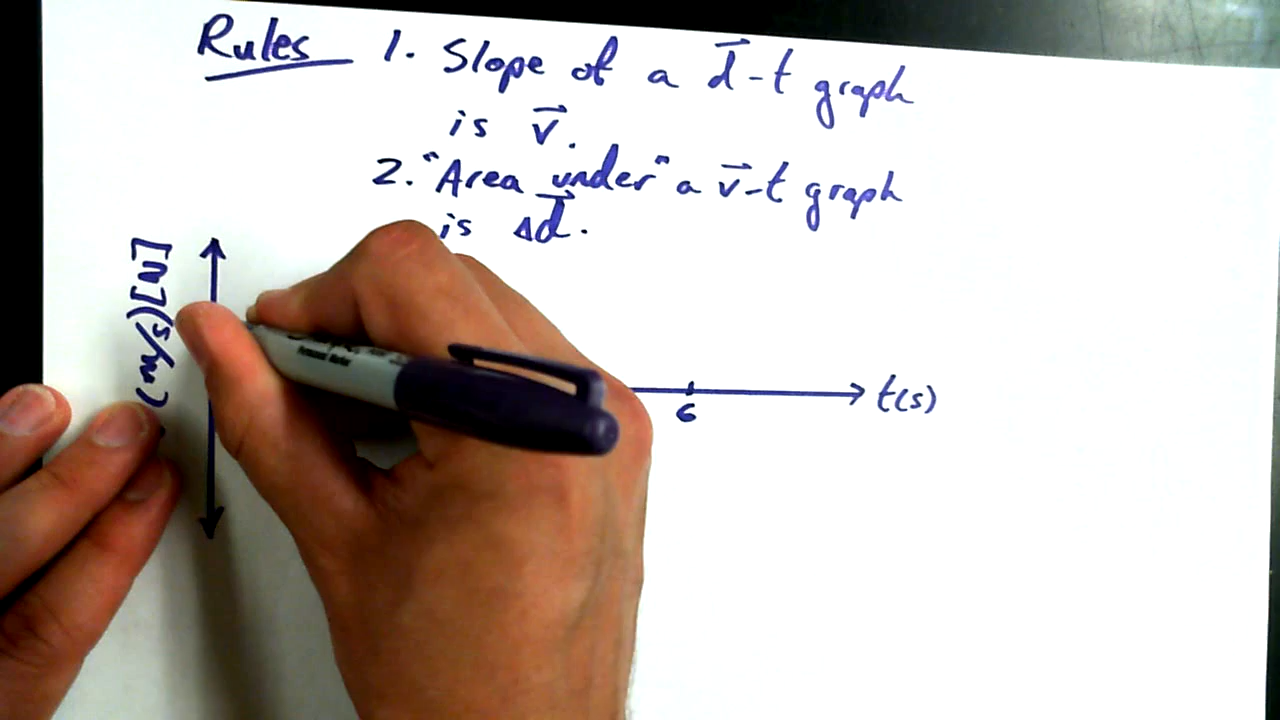 Rules 1. Slope of a d⃗-t graph
is v⃗.
2. "Area under" a v⃗-t graph
is Δd⃗.
(m/s)[N]
6
t(s)